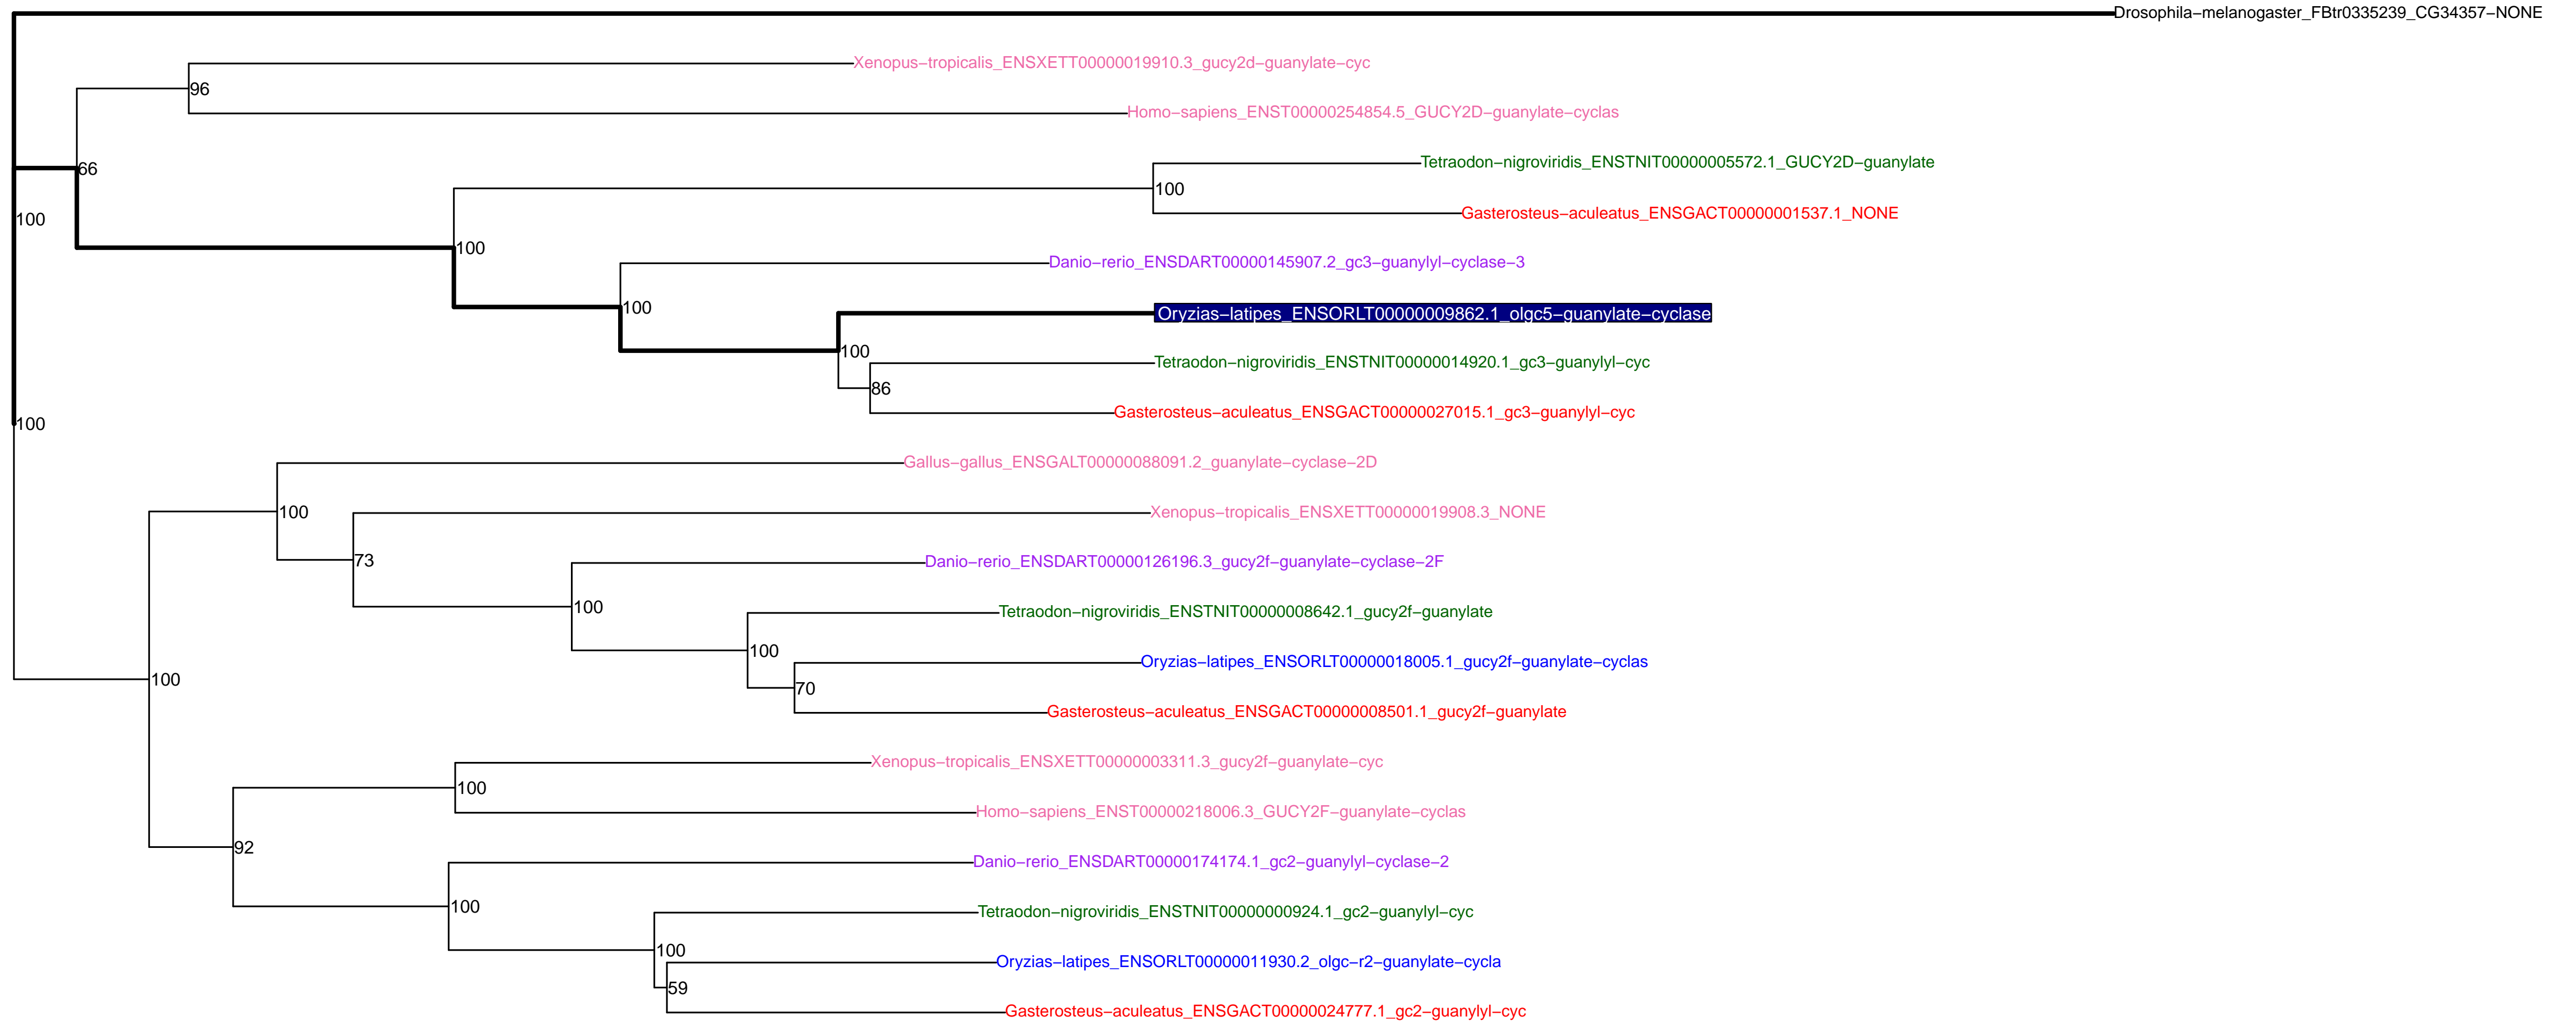 Drosophila−melanogaster_FBtr0335239_CG34357−NONE
Xenopus−tropicalis_ENSXETT00000019910.3_gucy2d−guanylate−cyc
96
Homo−sapiens_ENST00000254854.5_GUCY2D−guanylate−cyclas
Tetraodon−nigroviridis_ENSTNIT00000005572.1_GUCY2D−guanylate
66
100
Gasterosteus−aculeatus_ENSGACT00000001537.1_NONE
100
100
Danio−rerio_ENSDART00000145907.2_gc3−guanylyl−cyclase−3
100
Oryzias−latipes_ENSORLT00000009862.1_olgc5−guanylate−cyclase
100
Tetraodon−nigroviridis_ENSTNIT00000014920.1_gc3−guanylyl−cyc
86
Gasterosteus−aculeatus_ENSGACT00000027015.1_gc3−guanylyl−cyc
100
Gallus−gallus_ENSGALT00000088091.2_guanylate−cyclase−2D
100
Xenopus−tropicalis_ENSXETT00000019908.3_NONE
73
Danio−rerio_ENSDART00000126196.3_gucy2f−guanylate−cyclase−2F
100
Tetraodon−nigroviridis_ENSTNIT00000008642.1_gucy2f−guanylate
100
Oryzias−latipes_ENSORLT00000018005.1_gucy2f−guanylate−cyclas
100
70
Gasterosteus−aculeatus_ENSGACT00000008501.1_gucy2f−guanylate
Xenopus−tropicalis_ENSXETT00000003311.3_gucy2f−guanylate−cyc
100
Homo−sapiens_ENST00000218006.3_GUCY2F−guanylate−cyclas
92
Danio−rerio_ENSDART00000174174.1_gc2−guanylyl−cyclase−2
100
Tetraodon−nigroviridis_ENSTNIT00000000924.1_gc2−guanylyl−cyc
100
Oryzias−latipes_ENSORLT00000011930.2_olgc−r2−guanylate−cycla
59
Gasterosteus−aculeatus_ENSGACT00000024777.1_gc2−guanylyl−cyc